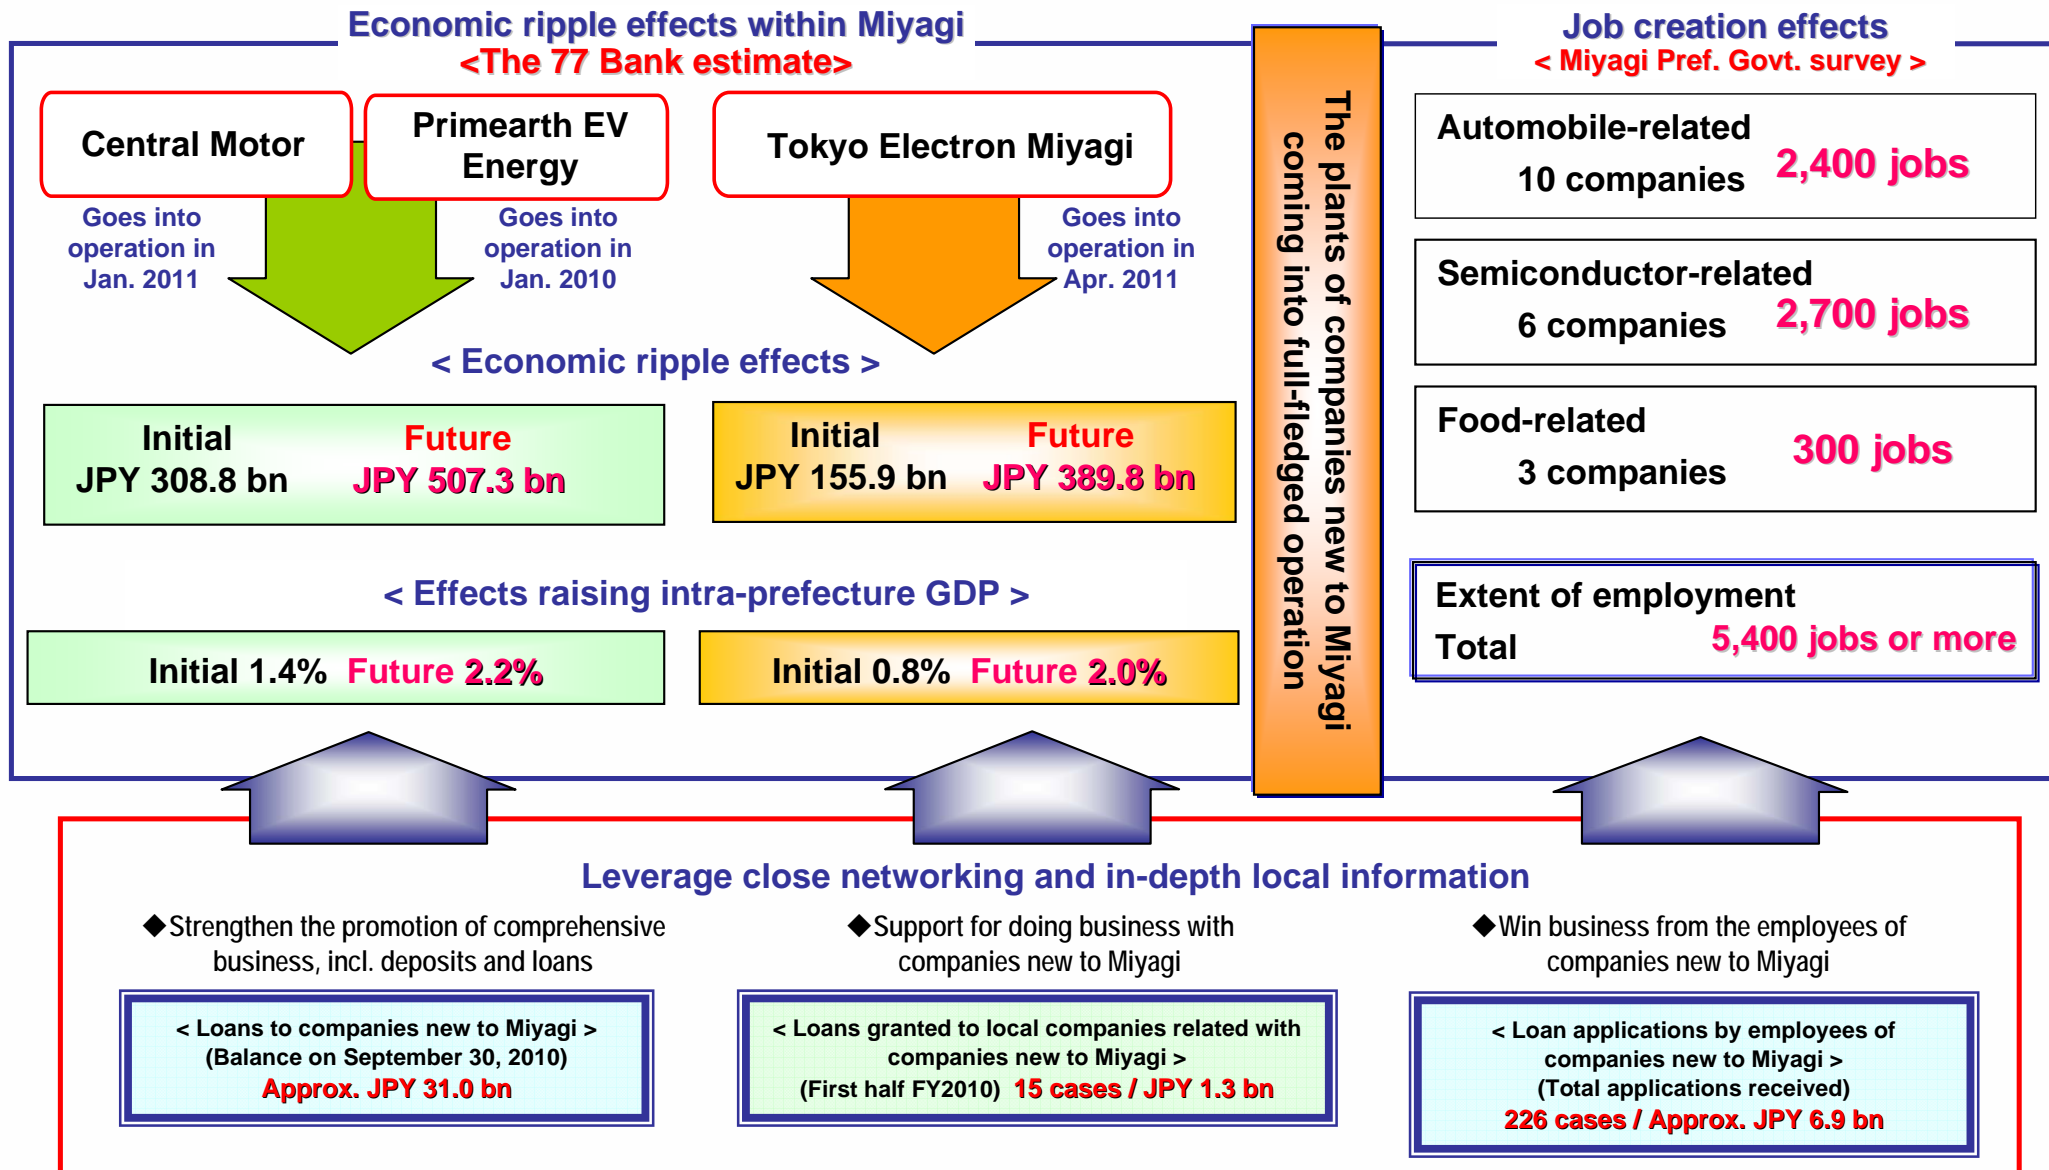 Economic ripple effects within Miyagi
<The 77 Bank estimate>
Central Motor
Primearth EV
Energy
Tokyo Electron Miyagi
Goes into
operation in
Jan. 2011
Goes into
operation in
Jan. 2010
Goes into
operation in
Apr. 2011
< Economic ripple effects >
Initial
JPY 308.8 bn
Future
JPY 507.3 bn
Initial
JPY 155.9 bn
Future
JPY 389.8 bn
< Effects raising intra-prefecture GDP >
Initial 1.4% Future 2.2%
Initial 0.8% Future 2.0%
The plants of companies new to Miyagi
coming into full-fledged operation
Job creation effects
< Miyagi Pref. Govt. survey >
Automobile-related
10 companies
2,400 jobs
Semiconductor-related
6 companies
2,700 jobs
Food-related
3 companies
300 jobs
Extent of employment
Total
5,400 jobs or more
Leverage close networking and in-depth local information
◆Strengthen the promotion of comprehensive
business, incl. deposits and loans
< Loans to companies new to Miyagi >
(Balance on September 30, 2010)
Approx. JPY 31.0 bn
◆Support for doing business with
companies new to Miyagi
< Loans granted to local companies related with
companies new to Miyagi >
(First half FY2010) 15 cases / JPY 1.3 bn
◆Win business from the employees of
companies new to Miyagi
< Loan applications by employees of
companies new to Miyagi >
(Total applications received)
226 cases / Approx. JPY 6.9 bn